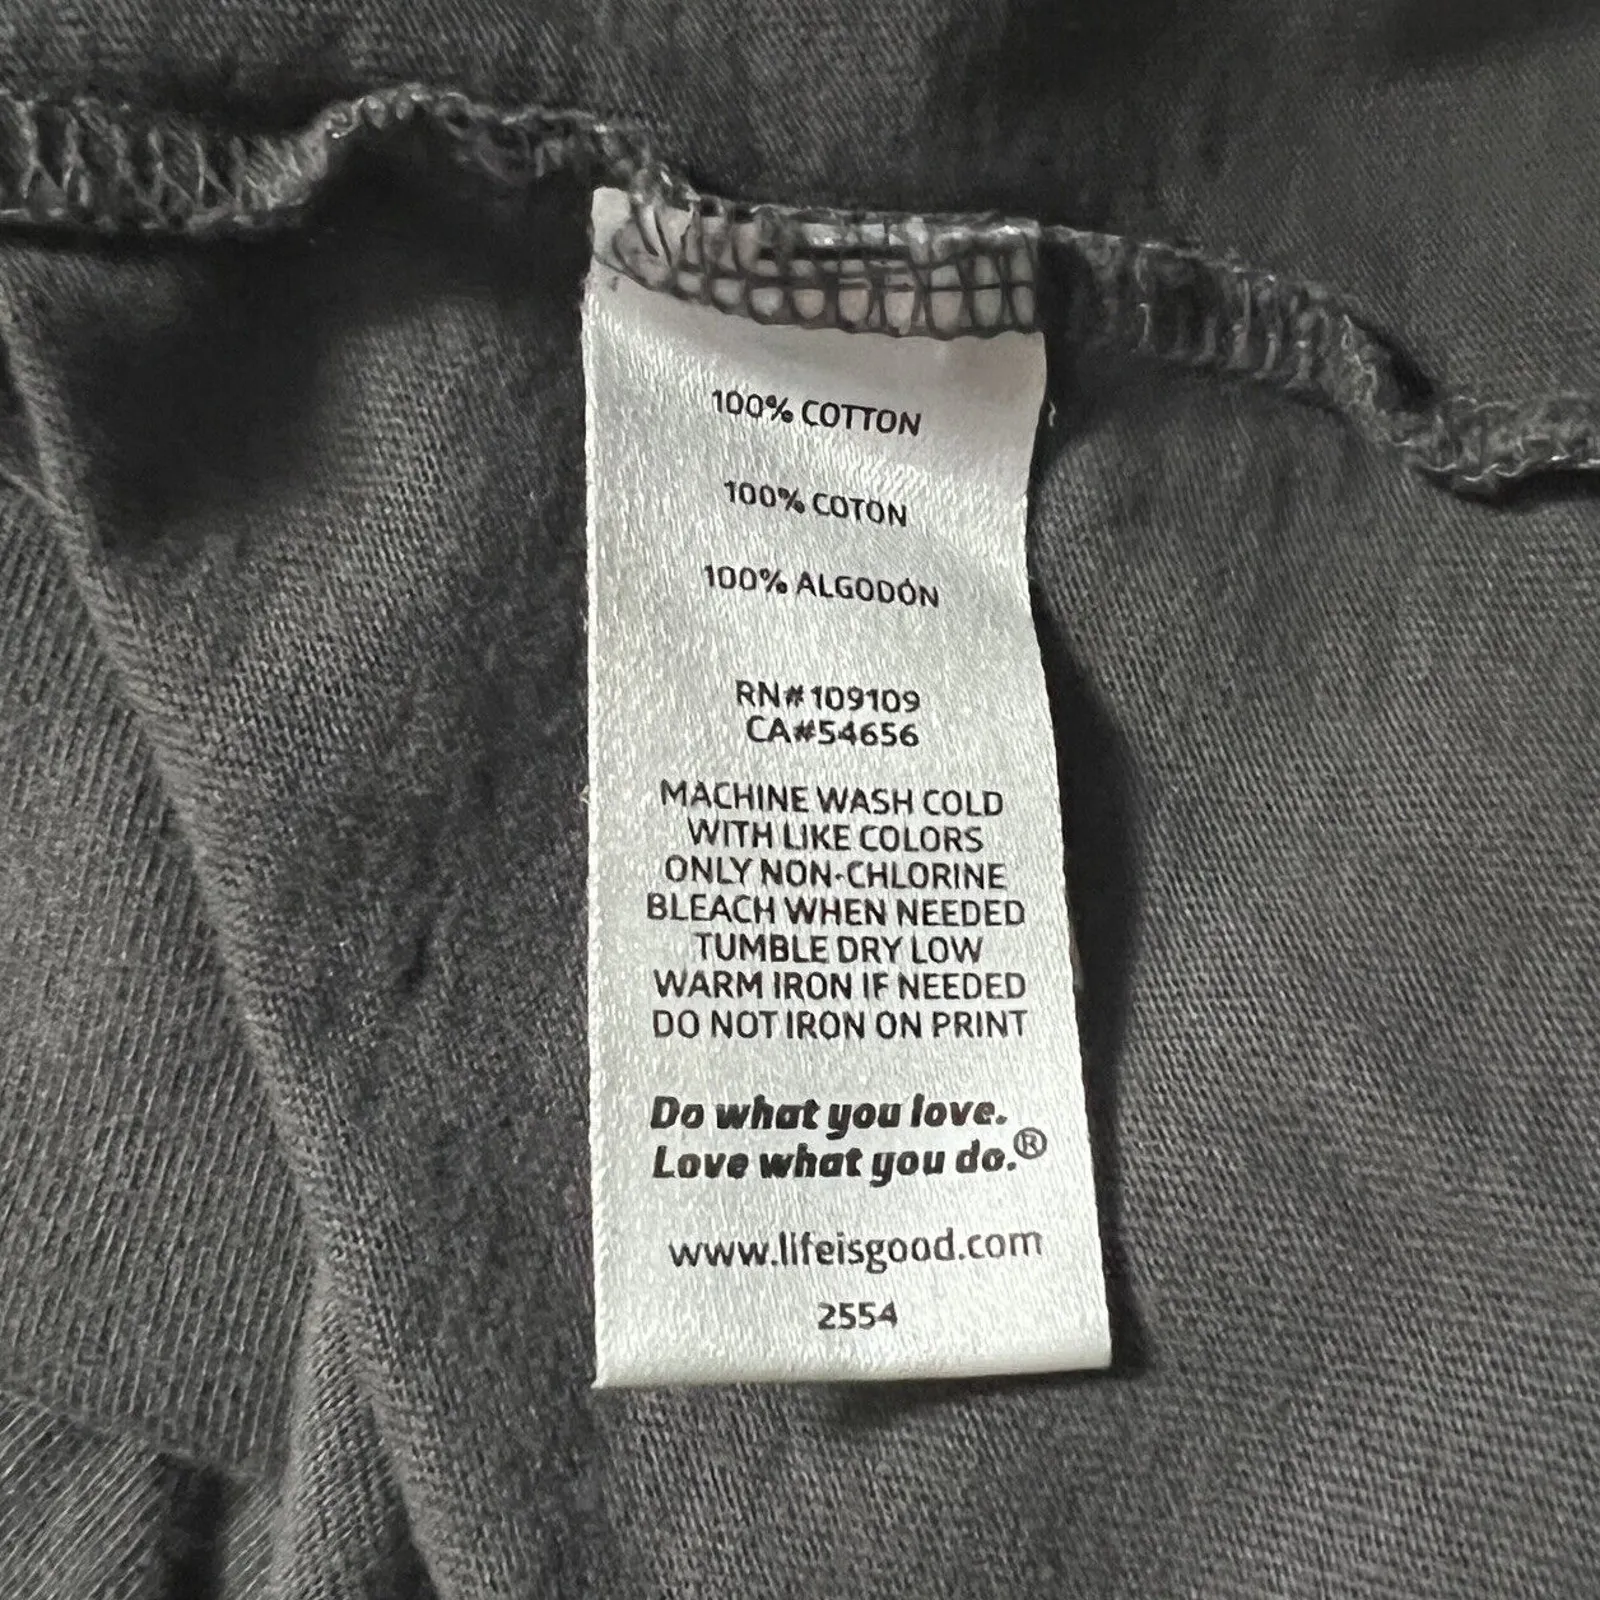 100% COTTON
100% COTON
100% ALGODÓN
RN#109109
CA#54656
MACHINE WASH COLD
WITH LIKE COLORS
ONLY NON-CHLORINE
BLEACH WHEN NEEDED
TUMBLE DRY LOW
WARM IRON IF NEEDED
DO NOT IRON ON PRINT
Do what you love.
Love what you do.®
www.lifeisgood.com
2554